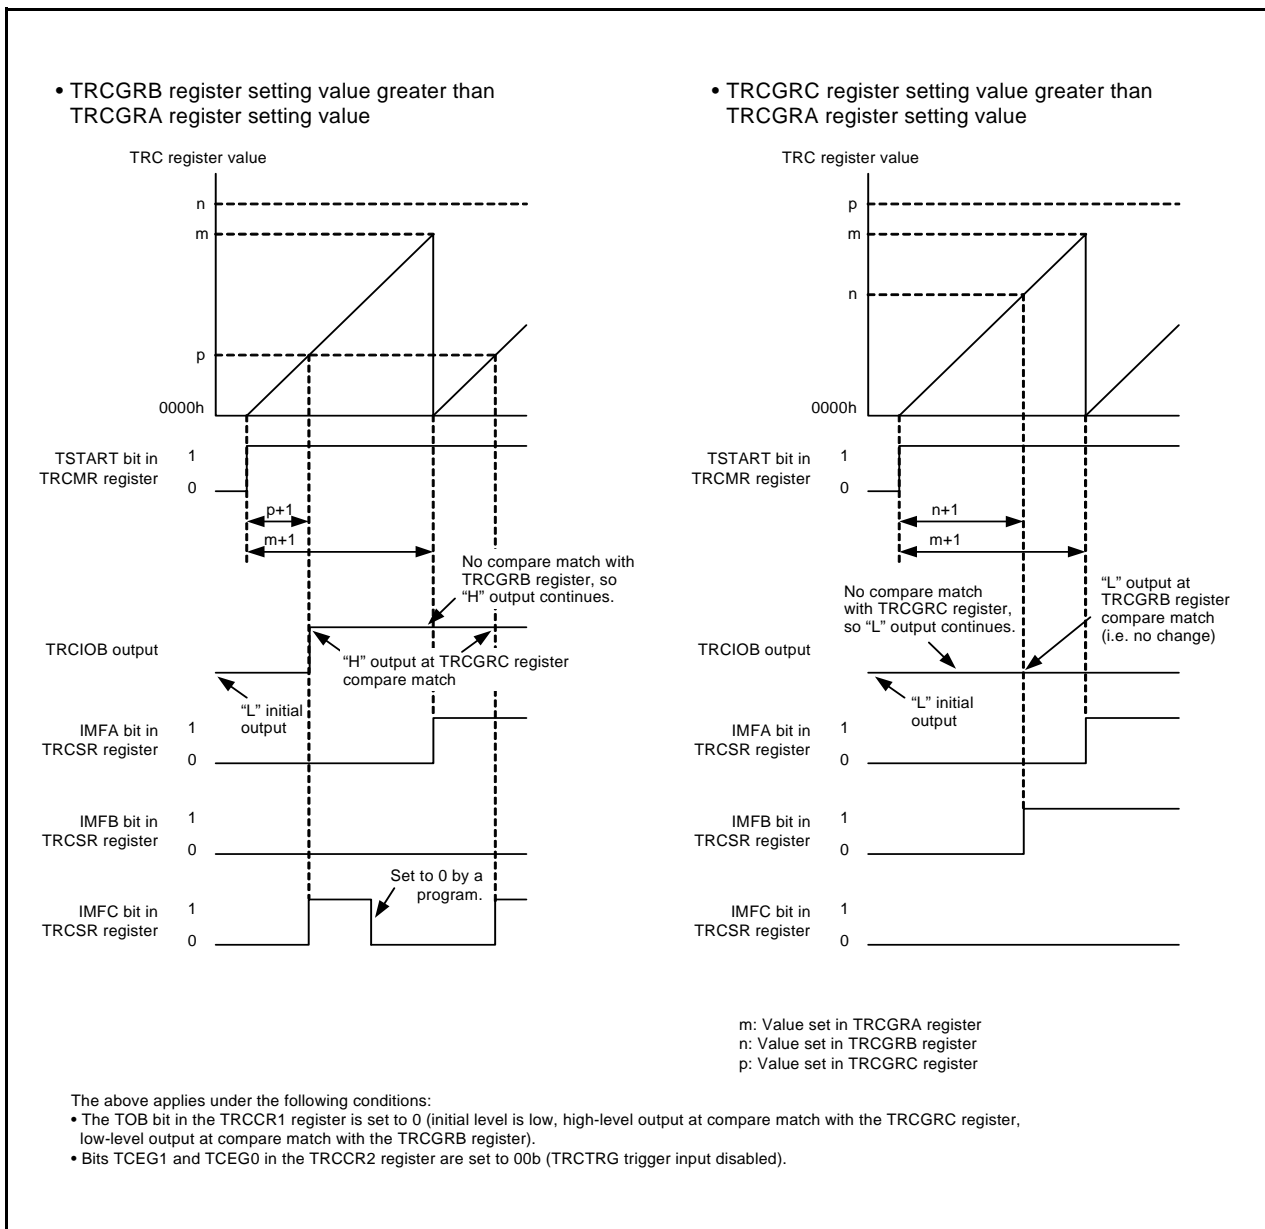 • TRCGRB register setting value greater than
TRCGRA register setting value
TRC register value
n
m
p
0000h
TSTART bit in
TRCMR register
1
0
p+1
m+1
No compare match with
TRCGRB register, so
“H” output continues.
TRCIOB output
“H” output at TRCGRC register
compare match
“L” initial
output
IMFA bit in
TRCSR register
1
0
IMFB bit in
TRCSR register
1
0
Set to 0 by a
program.
IMFC bit in
TRCSR register
1
0
• TRCGRC register setting value greater than
TRCGRA register setting value
TRC register value
p
m
n
0000h
TSTART bit in
TRCMR register
1
0
n+1
m+1
No compare match
with TRCGRC register,
so “L” output continues.
“L” output at
TRCGRB register
compare match
(i.e. no change)
TRCIOB output
“L” initial
output
IMFA bit in
TRCSR register
1
0
IMFB bit in
TRCSR register
1
0
IMFC bit in
TRCSR register
1
0
m: Value set in TRCGRA register
n: Value set in TRCGRB register
p: Value set in TRCGRC register
The above applies under the following conditions:
• The TOB bit in the TRCCR1 register is set to 0 (initial level is low, high-level output at compare match with the TRCGRC register,
low-level output at compare match with the TRCGRB register).
• Bits TCEG1 and TCEG0 in the TRCCR2 register are set to 00b (TRCTRG trigger input disabled).